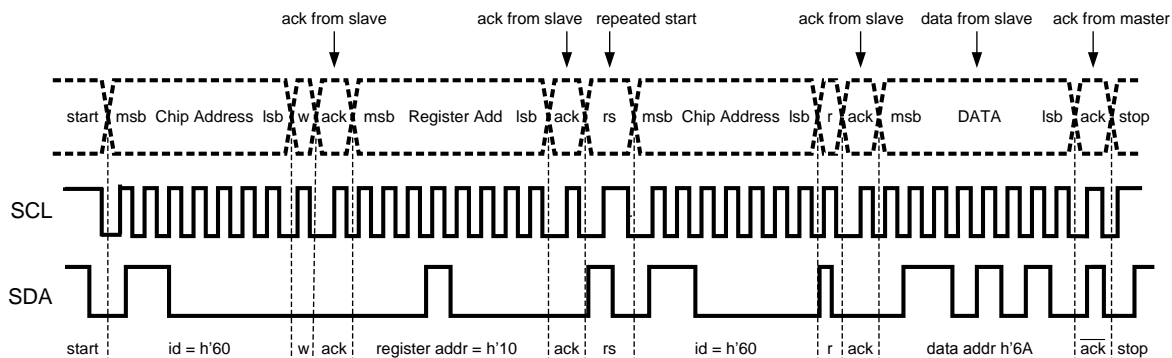 ack from slave ack from slave repeated start ack from slave data from slave ack from master
start msb Chip Address lsb w ack msb Register Add lsb ack rs msb Chip Address lsb r ack msb DATA lsb ack stop
SCL
SDA
start id = h'60 w ack register addr = h'10 ack rs id = h'60 r ack data addr h'6A ack stop